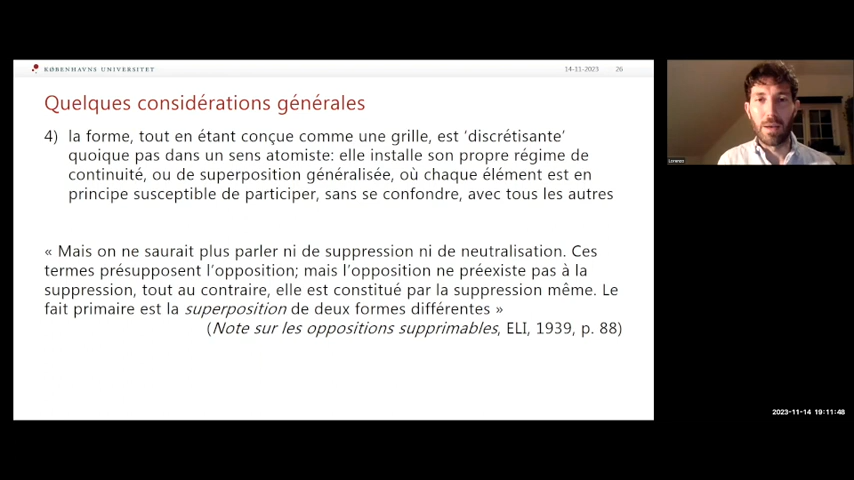 KØBENHAVNS UNIVERSITET
14-11-2023 26
Quelques considérations générales
4) la forme, tout en étant conçue comme une grille, est ‘discrétisante’
quoique pas dans un sens atomiste: elle installe son propre régime de
continuité, ou de superposition généralisée, où chaque élément est en
principe susceptible de participer, sans se confondre, avec tous les autres
« Mais on ne saurait plus parler ni de suppression ni de neutralisation. Ces
termes présupposent l’opposition; mais l’opposition ne préexiste pas à la
suppression, tout au contraire, elle est constitué par la suppression même. Le
fait primaire est la superposition de deux formes différentes »
(Note sur les oppositions supprimables, ELI, 1939, p. 88)
Lorenzo
2023-11-14 19:11:48